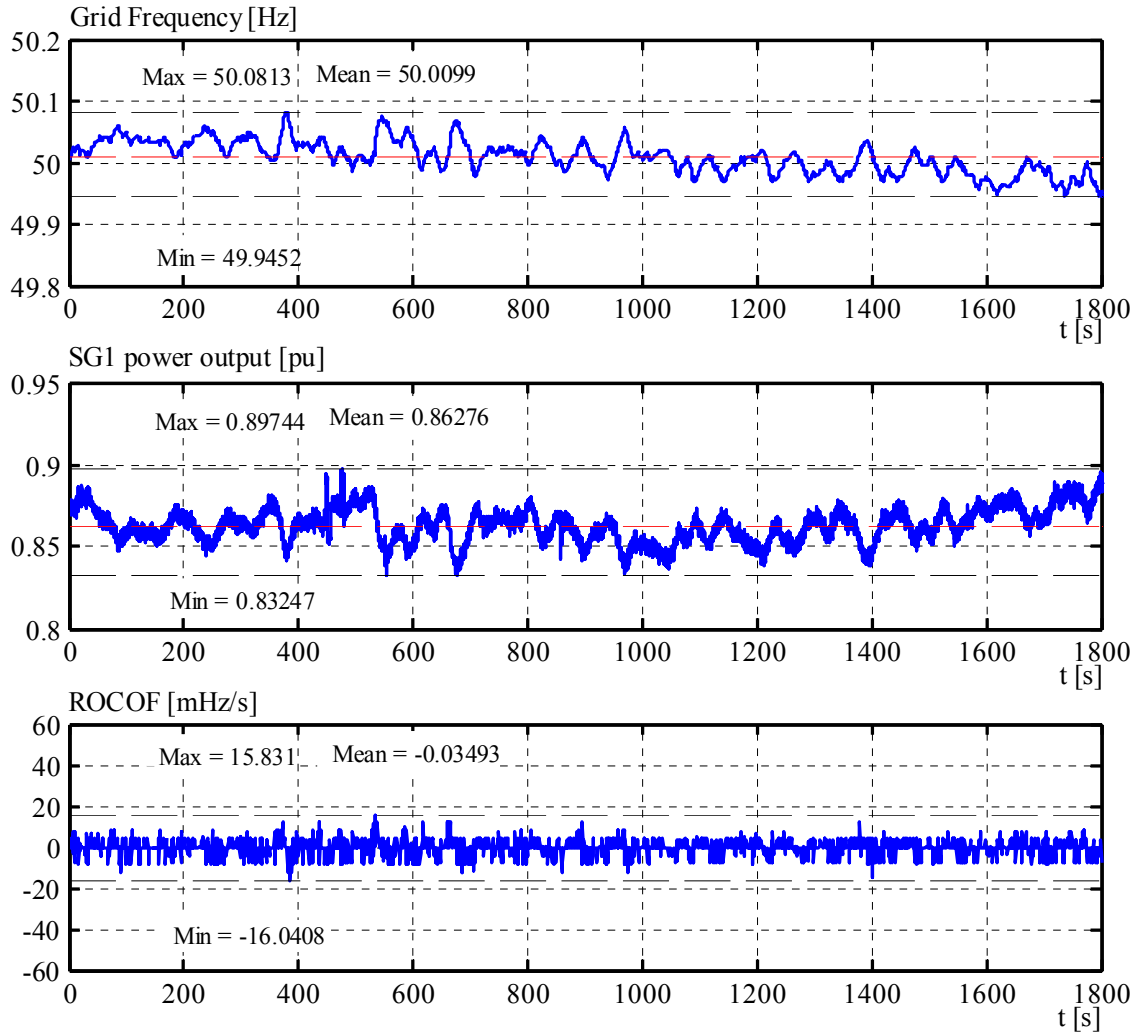 Grid Frequency [Hz]
50.2
Max = 50.0813 Mean = 50.0099
50.1
50
49.9
Min = 49.9452
49.8
0 200 400 600 800 1000 1200 1400 1600 1800
t [s]
SG1 power output [pu]
0.95
Max = 0.89744 Mean = 0.86276
0.9
0.85
Min = 0.83247
0.8
0 200 400 600 800 1000 1200 1400 1600 1800
t [s]
ROCOF [mHz/s]
60
Max = 15.831 Mean = -0.03493
40
20
0
-20
-40
Min = -16.0408
-60
0 200 400 600 800 1000 1200 1400 1600 1800
t [s]